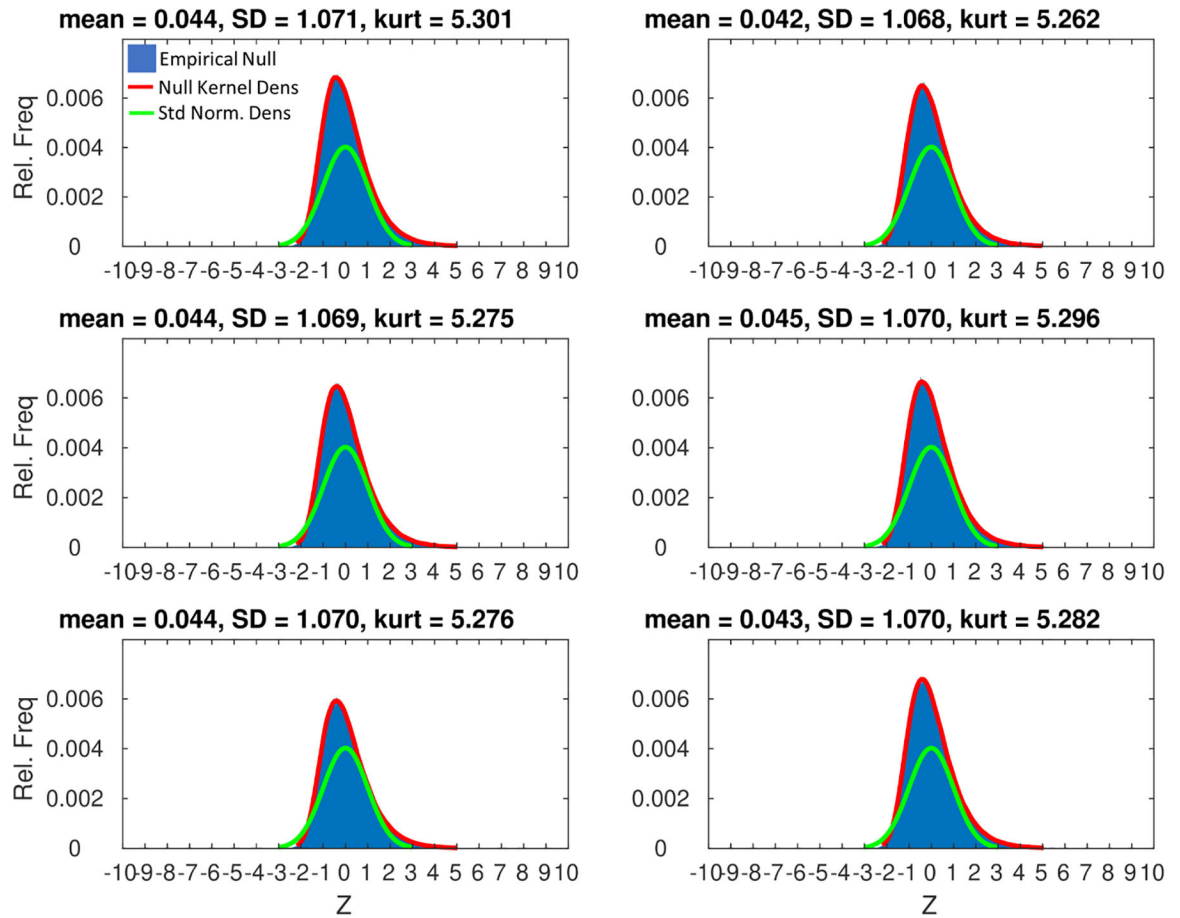 mean = 0.044, SD = 1.071, kurt = 5.301
Empirical Null
Null Kernel Dens
Std Norm. Dens
Rel. Freq
0.006
0.004
0.002
0
-10 -9 -8 -7 -6 -5 -4 -3 -2 -1 0 1 2 3 4 5 6 7 8 9 10
mean = 0.042, SD = 1.068, kurt = 5.262
0.006
0.004
0.002
0
-10 -9 -8 -7 -6 -5 -4 -3 -2 -1 0 1 2 3 4 5 6 7 8 9 10
mean = 0.044, SD = 1.069, kurt = 5.275
Rel. Freq
0.006
0.004
0.002
0
-10 -9 -8 -7 -6 -5 -4 -3 -2 -1 0 1 2 3 4 5 6 7 8 9 10
mean = 0.045, SD = 1.070, kurt = 5.296
0.006
0.004
0.002
0
-10 -9 -8 -7 -6 -5 -4 -3 -2 -1 0 1 2 3 4 5 6 7 8 9 10
mean = 0.044, SD = 1.070, kurt = 5.276
Rel. Freq
0.006
0.004
0.002
0
-10 -9 -8 -7 -6 -5 -4 -3 -2 -1 0 1 2 3 4 5 6 7 8 9 10
Z
mean = 0.043, SD = 1.070, kurt = 5.282
0.006
0.004
0.002
0
-10 -9 -8 -7 -6 -5 -4 -3 -2 -1 0 1 2 3 4 5 6 7 8 9 10
Z